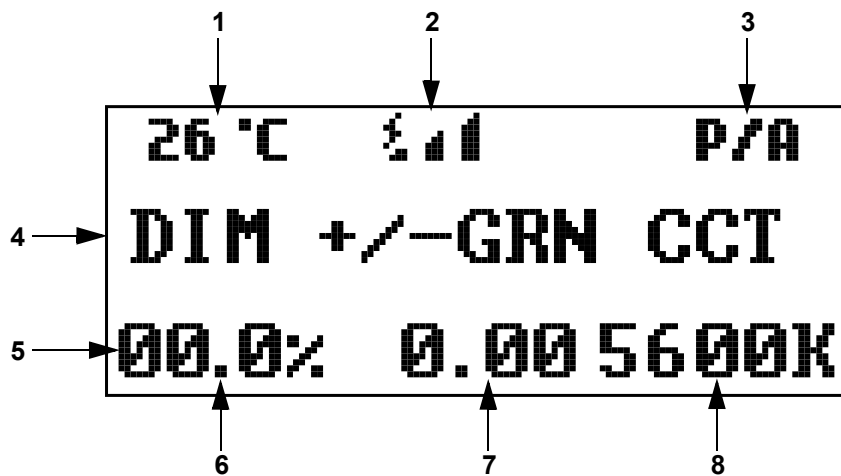 1 2 3
26 °C P/A
4 DIM +/-GRN CCT
5 00.0% 0.00 5600K
6 7 8